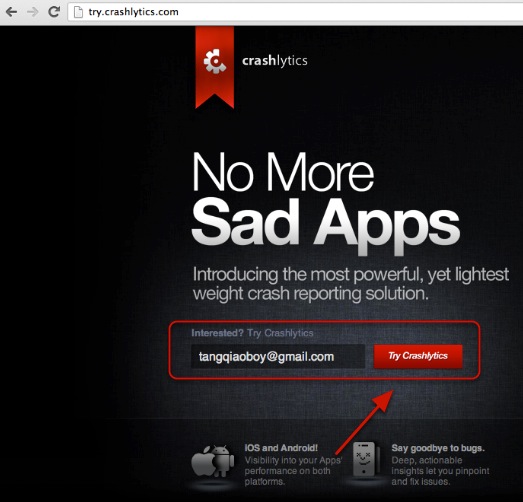 try.crashlytics.com
crashlytics
No More
Sad Apps
Introducing the most powerful, yet lightest
weight crash reporting solution.
Interested? Try Crashlytics
tangqiaoboy@gmail.com
Try Crashlytics
iOS and Android!
Visibility into your Apps'
performance on both
platforms.
Say goodbye to bugs.
Deep, actionable
insights let you pinpoint
and fix issues.